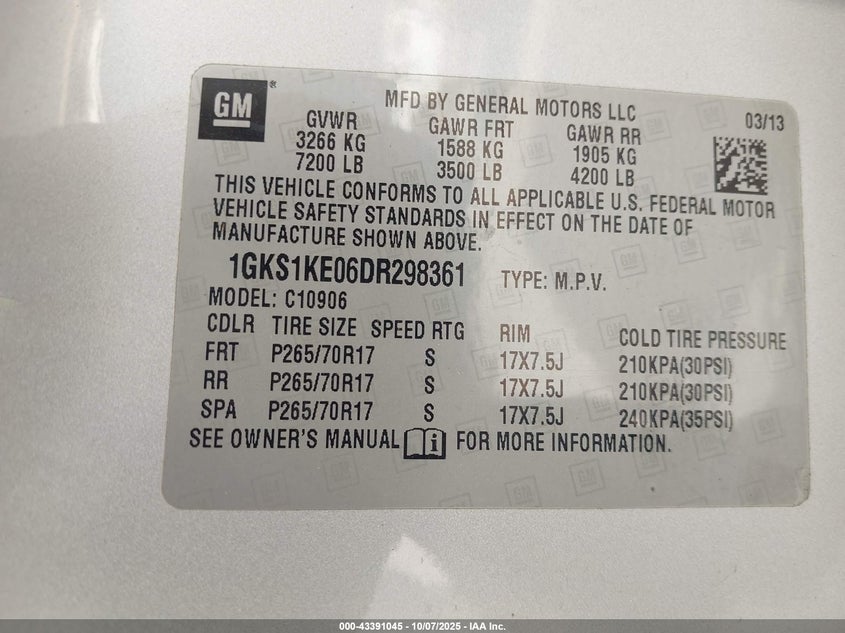 GM ®
MFD BY GENERAL MOTORS LLC 03/13
GVWR GAWR FRT GAWR RR
3266 KG 1588 KG 1905 KG
7200 LB 3500 LB 4200 LB
THIS VEHICLE CONFORMS TO ALL APPLICABLE U.S. FEDERAL MOTOR
VEHICLE SAFETY STANDARDS IN EFFECT ON THE DATE OF
MANUFACTURE SHOWN ABOVE.
1GKS1KE06DR298361 TYPE: M.P.V.
MODEL: C10906
CDLR TIRE SIZE SPEED RTG RIM COLD TIRE PRESSURE
FRT P265/70R17 S 17X7.5J 210KPA(30PSI)
RR P265/70R17 S 17X7.5J 210KPA(30PSI)
SPA P265/70R17 S 17X7.5J 240KPA(35PSI)
SEE OWNER'S MANUAL i FOR MORE INFORMATION.
000-43391045 - 10/07/2025 - IAA Inc.